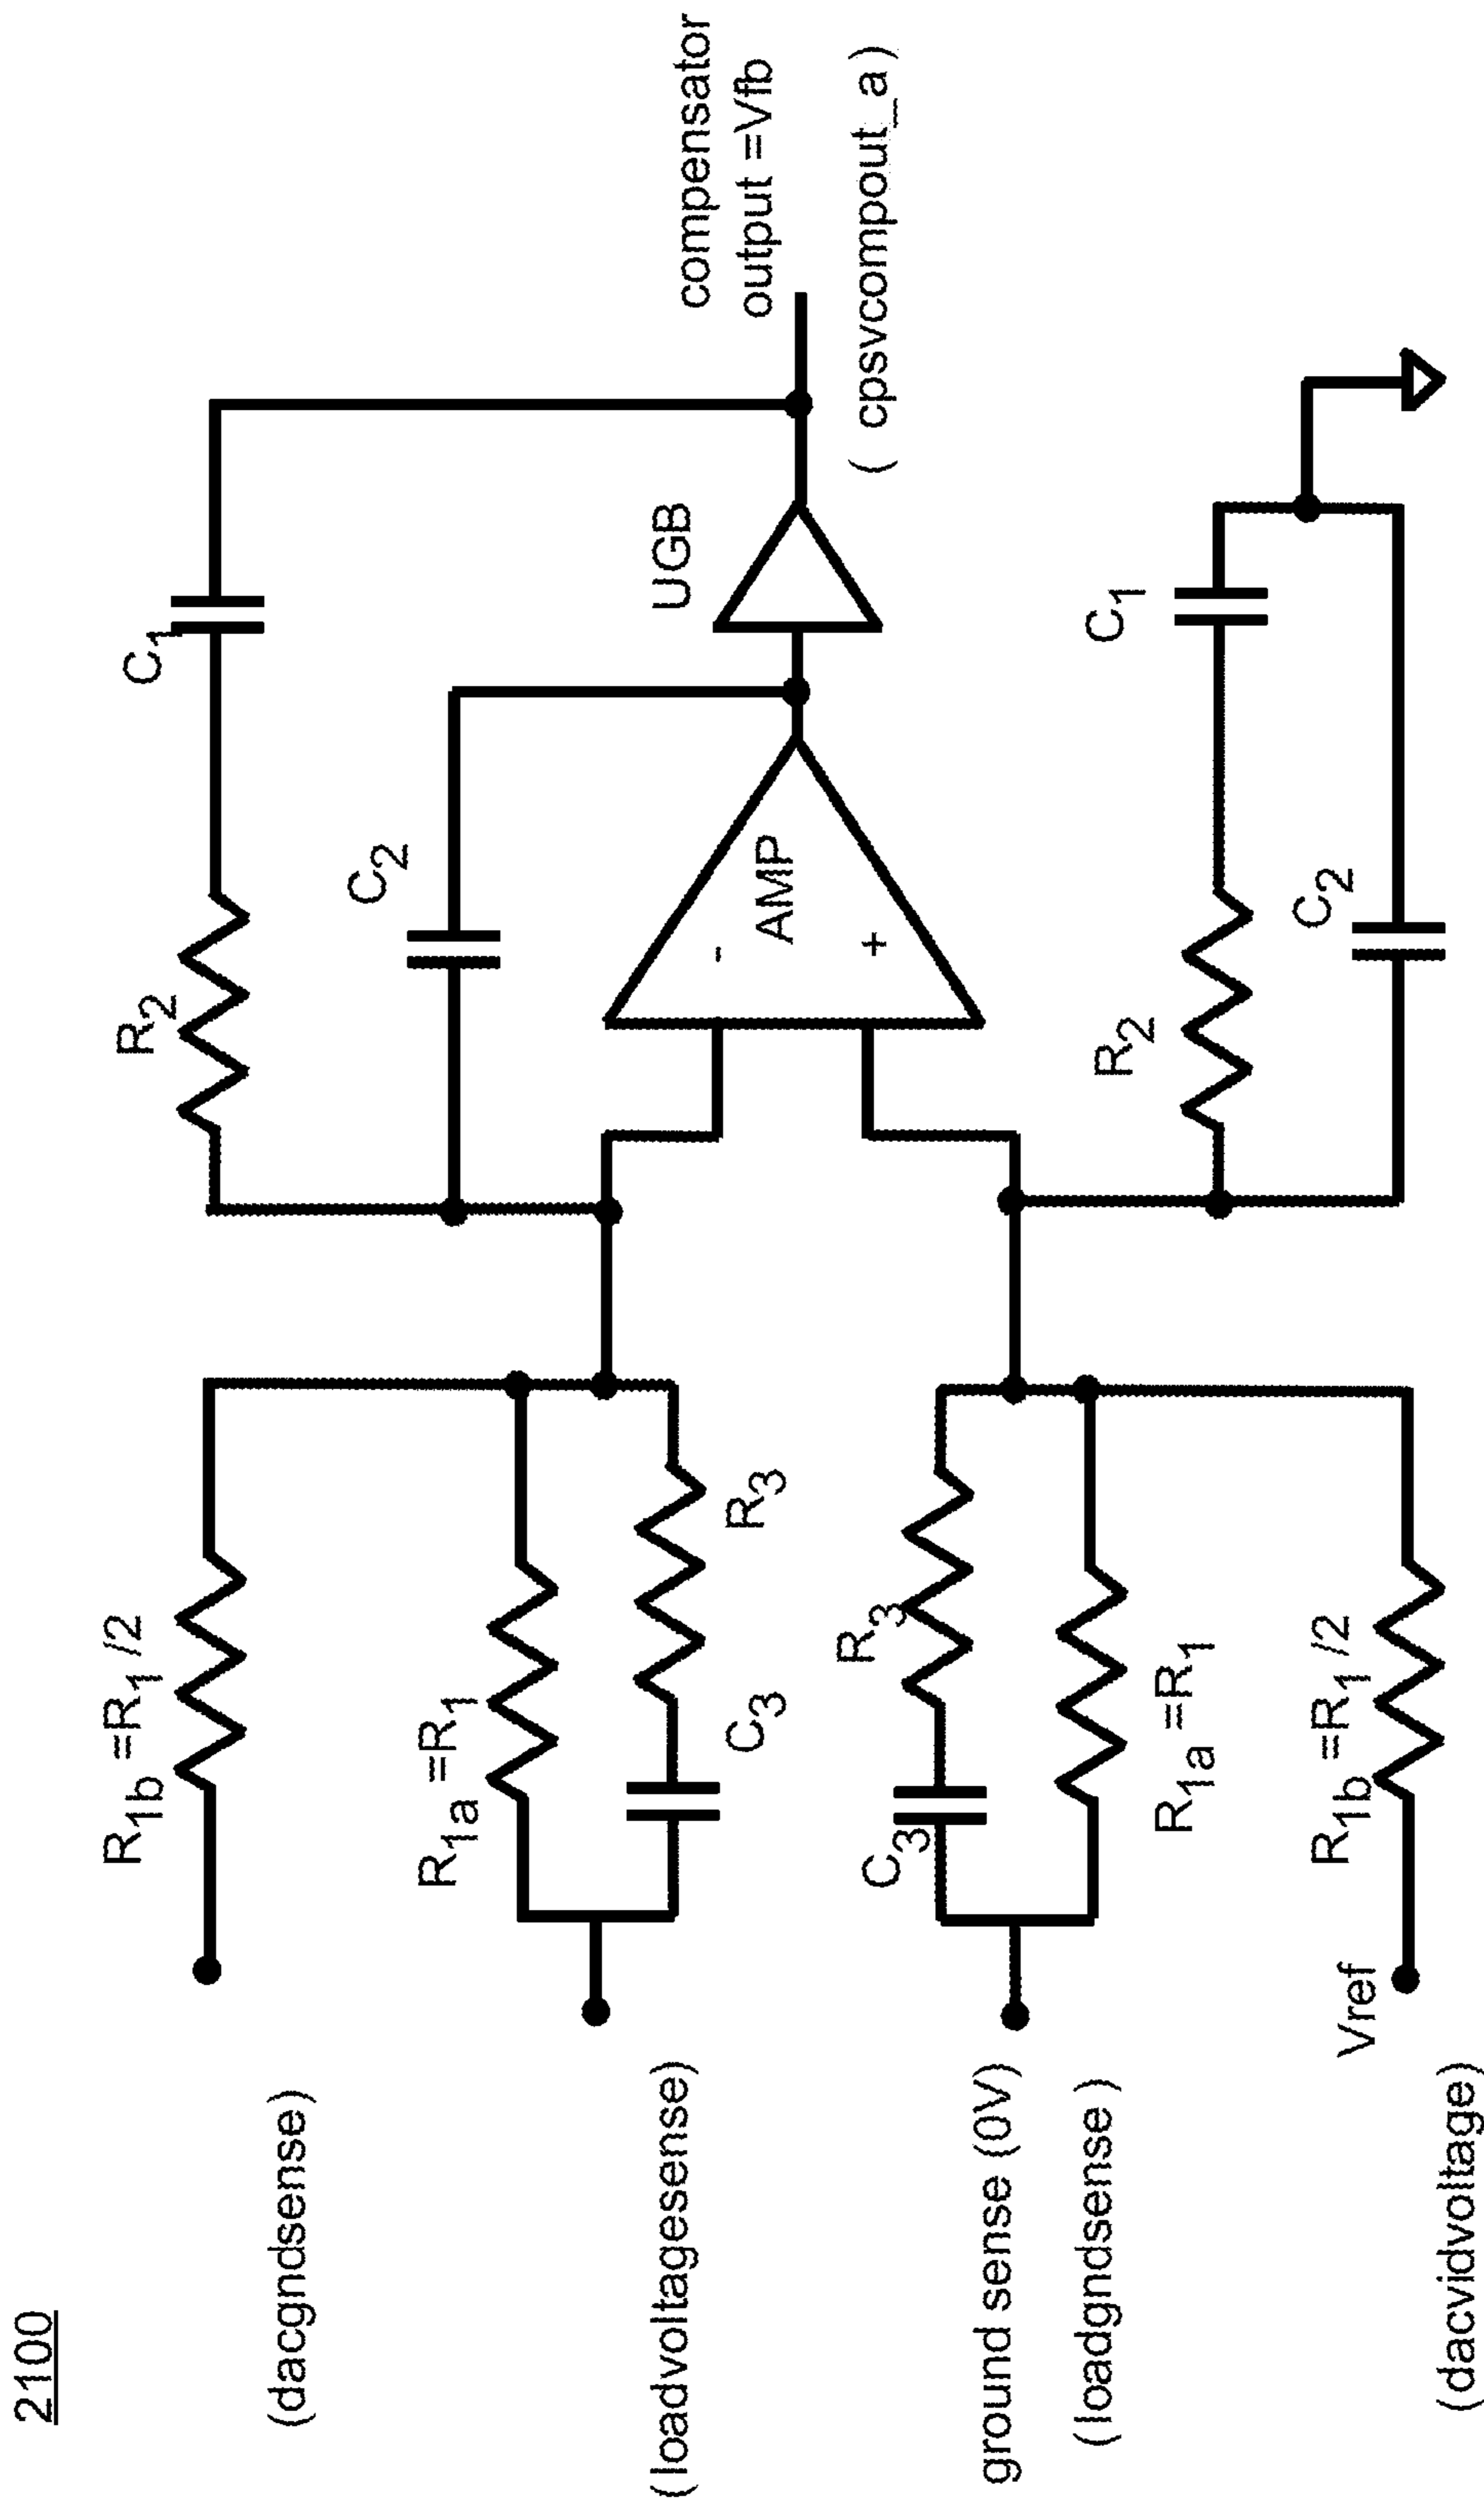 2100
R1b =R1 /2
(dacgndsense)
R1a =R1
C3
R3
(loadvoltagesense)
R2
C1
C2
-
AMP
+
UGB
compensator
output =Vfb
( cpsvcompout_a)
ground sense (0V)
(loadgndsense )
C3
R3
R1a =R1
R1b =R1 /2
Vref
(dacvidvoltage)
R2
C1
C2